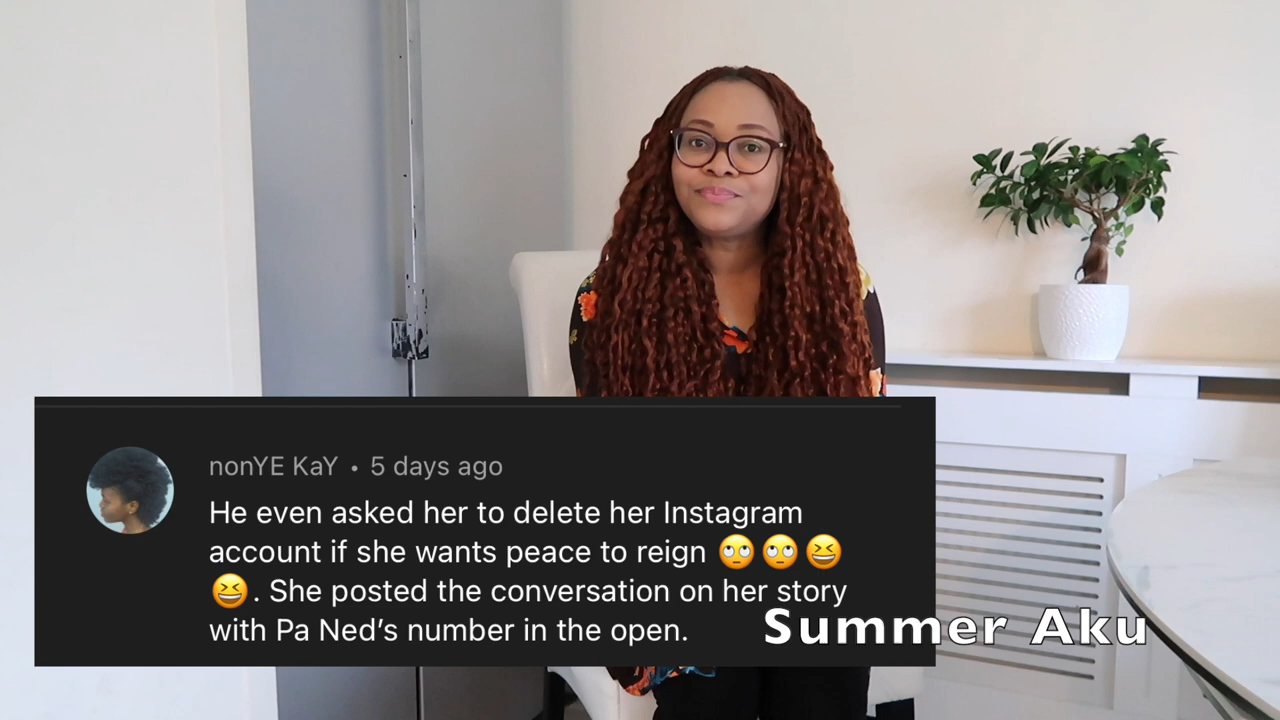 nonYE KaY • 5 days ago
He even asked her to delete her Instagram
account if she wants peace to reign 🙄🙄😆
😆. She posted the conversation on her story
with Pa Ned's number in the open.
Summer Aku